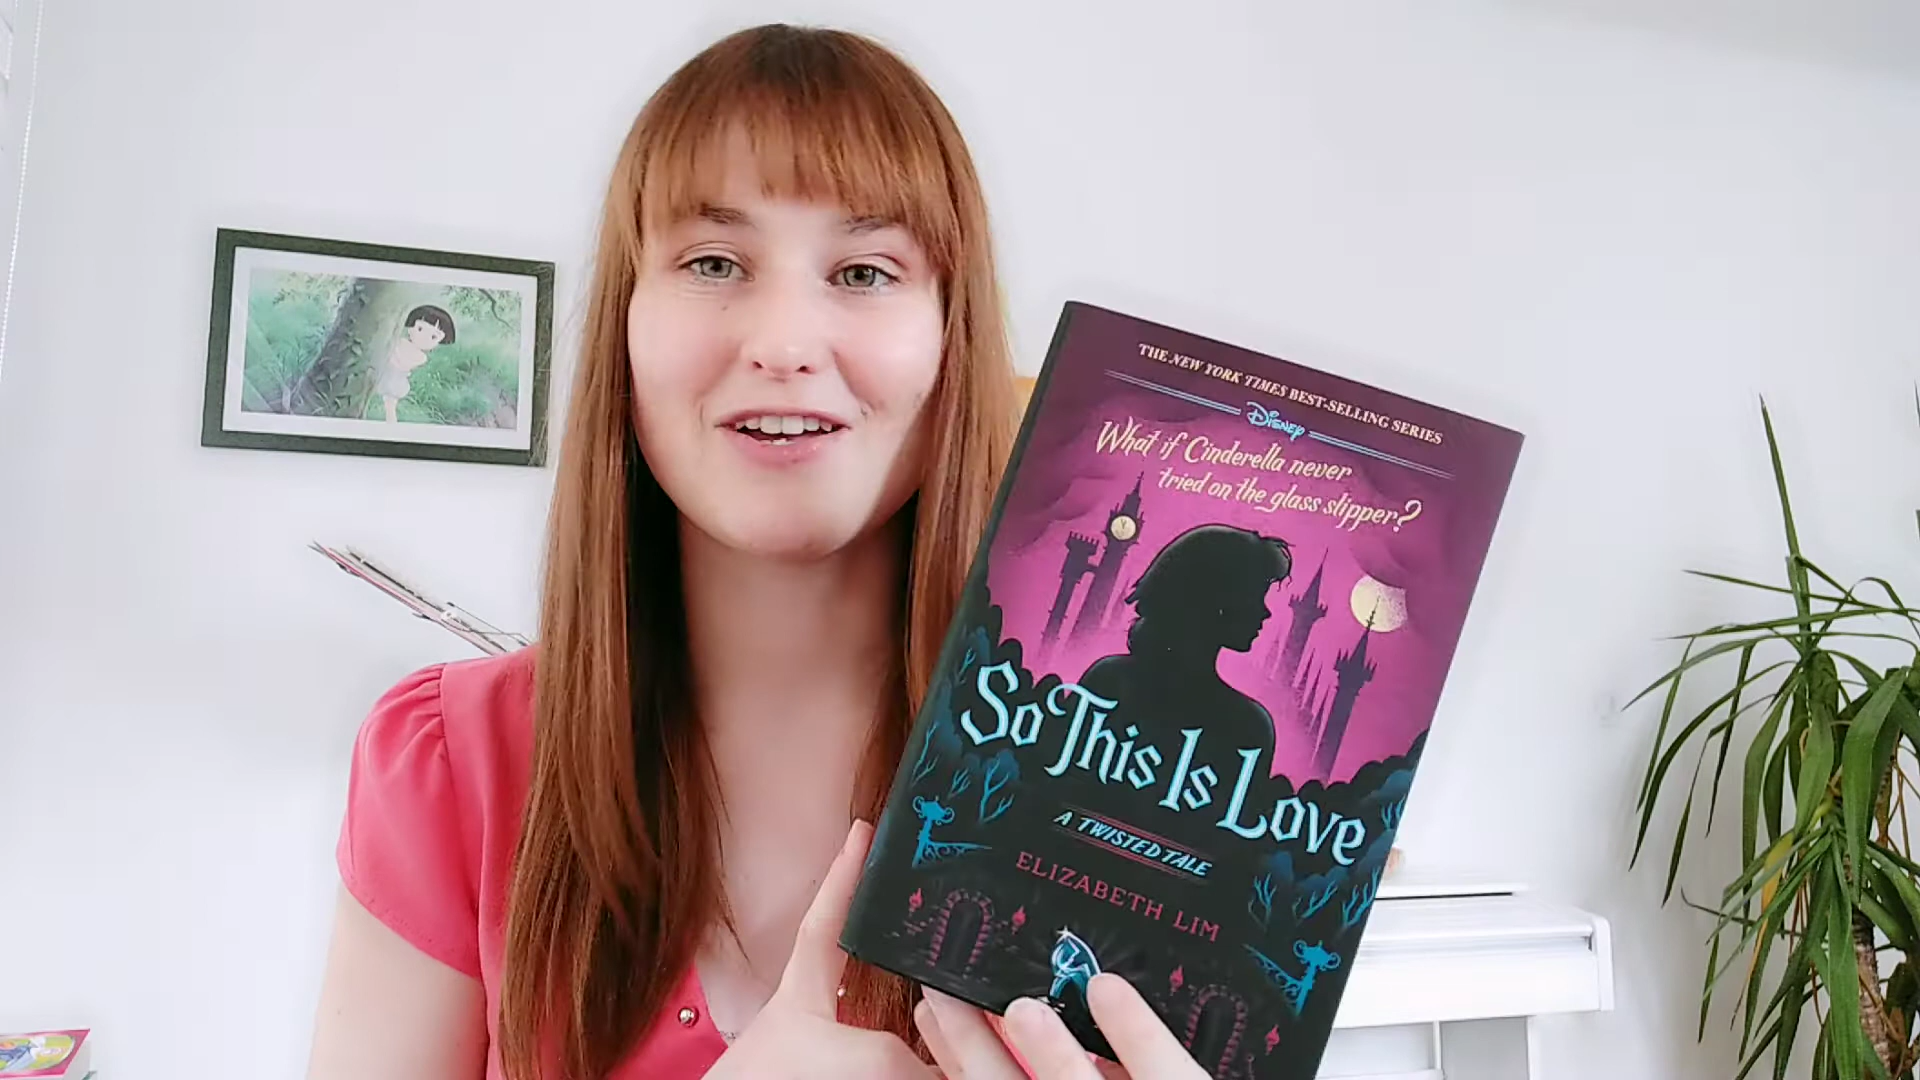 THE NEW YORK TIMES BEST-SELLING SERIES
DISNEY
What if Cinderella never
tried on the glass slipper?
So This Is Love
A TWISTED TALE
ELIZABETH LIM